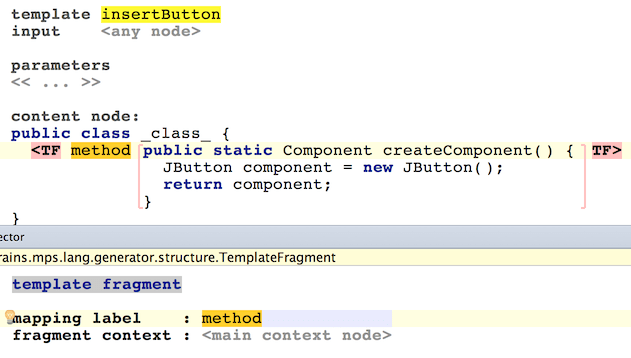 template insertButton
input <any node>
parameters
<< ... >>
content node:
public class _class_ {
<TF method public static Component createComponent() { TF>
JButton component = new JButton();
return component;
}
}
ector
rains.mps.lang.generator.structure.TemplateFragment
template fragment
mapping label : method
fragment context : <main context node>